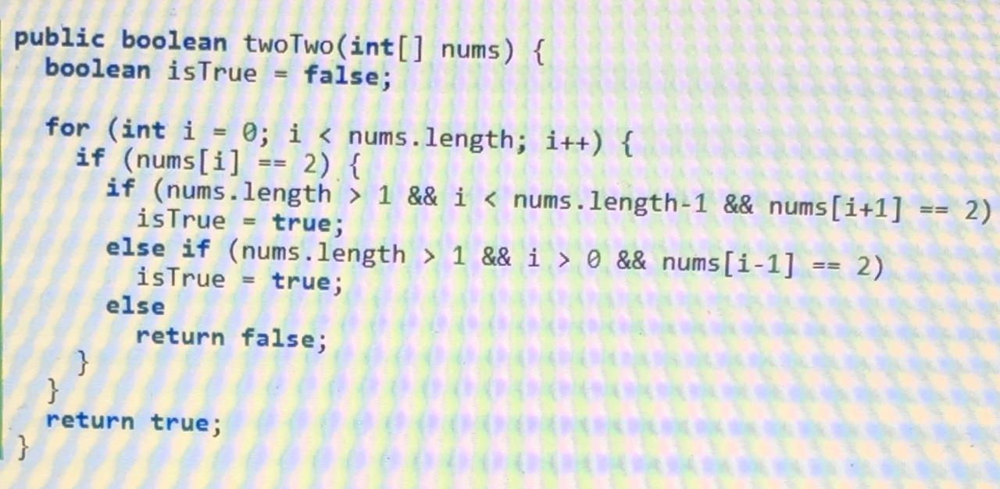 public boolean twoTwo(int[] nums) {
boolean isTrue = false;
for (int i = 0; i < nums.length; i++) {
if (nums[i] == 2) {
if (nums.length > 1 && i < nums.length-1 && nums[i+1] == 2)
isTrue = true;
else if (nums.length > 1 && i > 0 && nums[i-1] == 2)
isTrue = true;
else
return false;
}
}
return true;
}